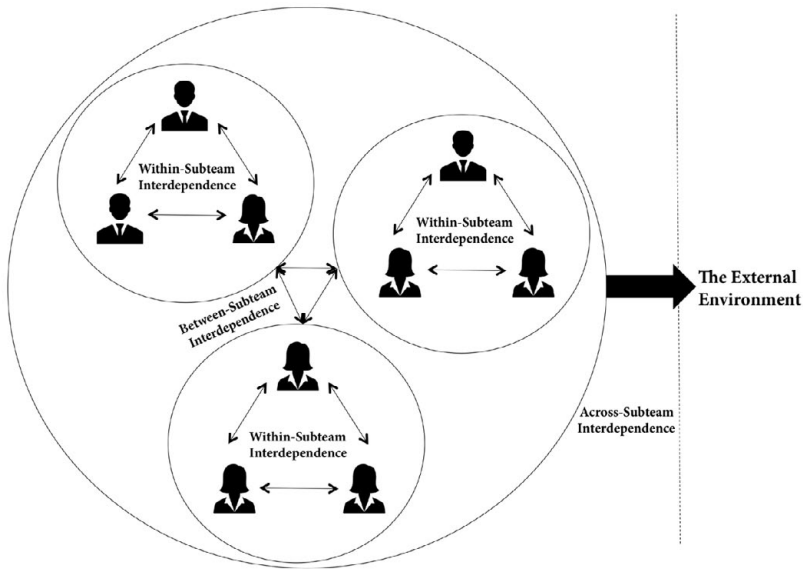 Within-Subteam
Interdependence
Within-Subteam
Interdependence
Between-Subteam
Interdependence
The External
Environment
Across-Subteam
Interdependence
Within-Subteam
Interdependence